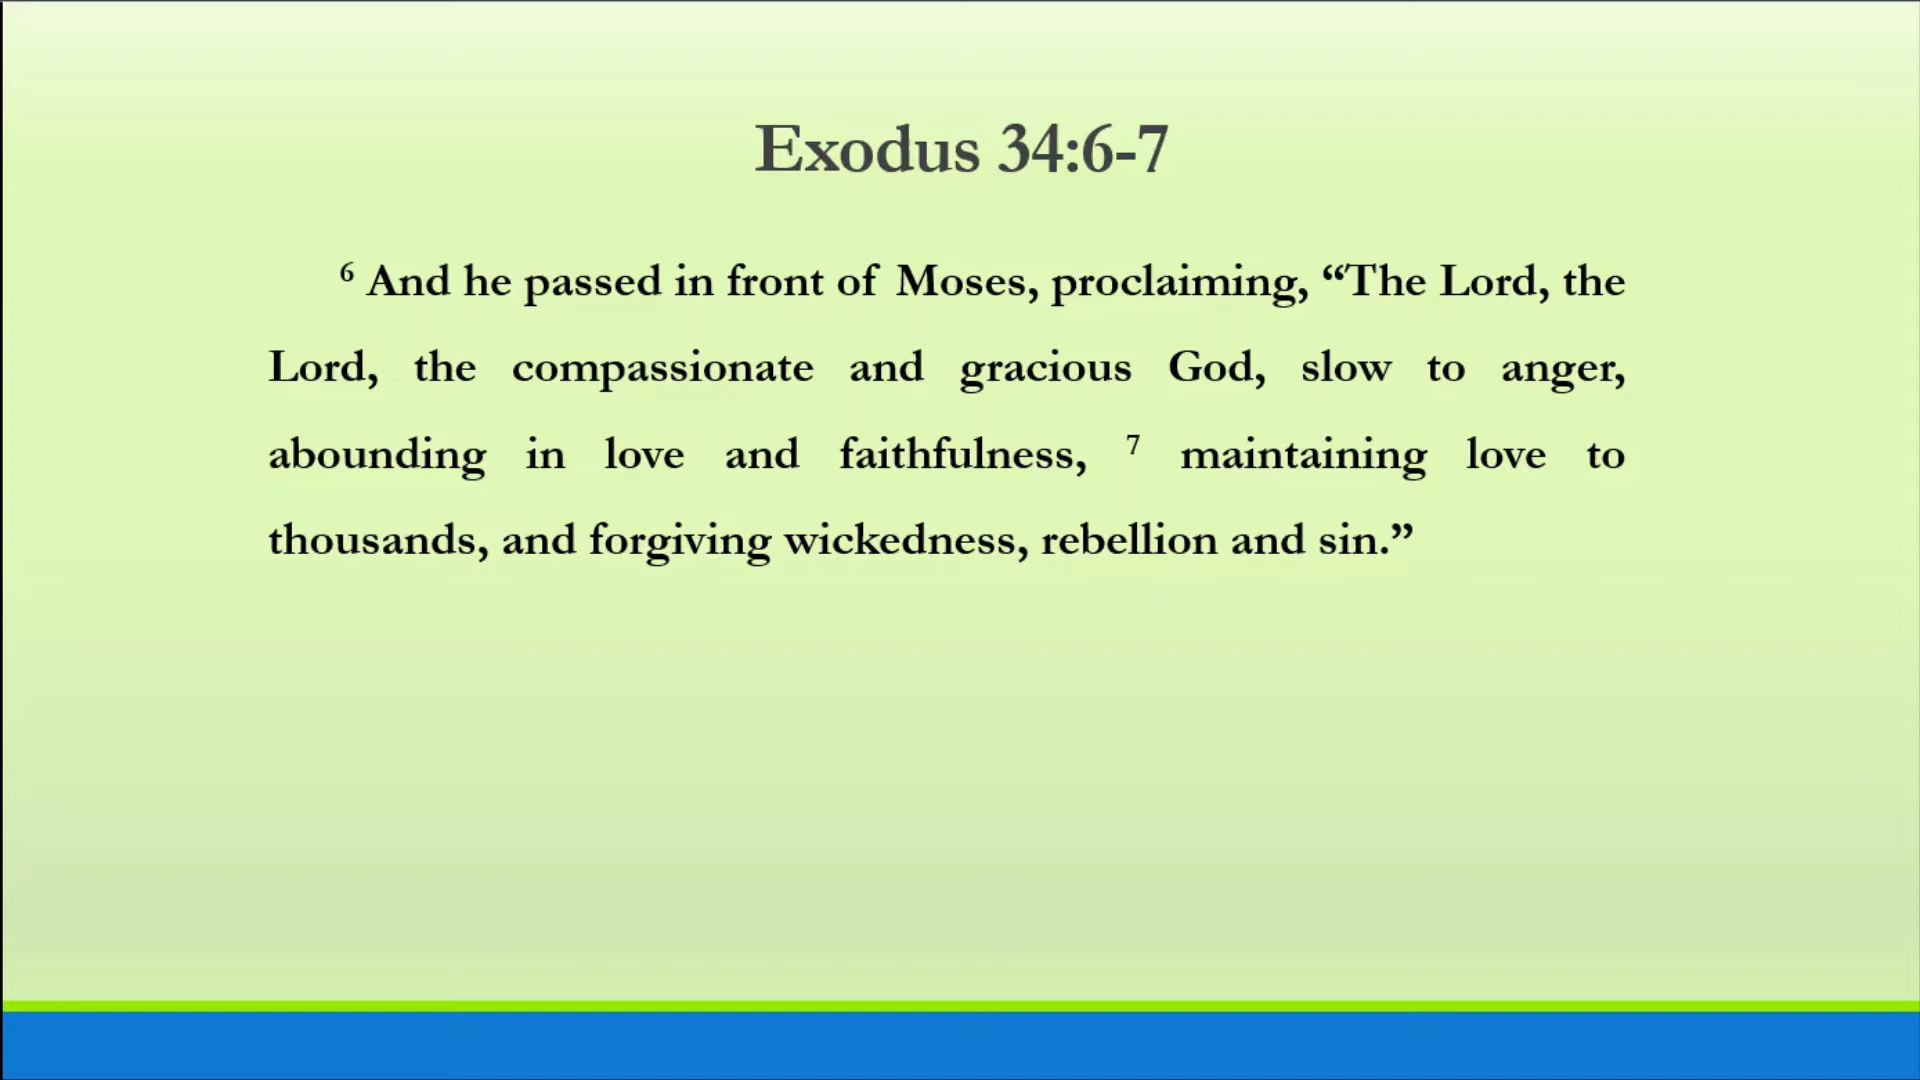 Exodus 34:6-7
⁶ And he passed in front of Moses, proclaiming, “The Lord, the
Lord, the compassionate and gracious God, slow to anger,
abounding in love and faithfulness, ⁷ maintaining love to
thousands, and forgiving wickedness, rebellion and sin.”